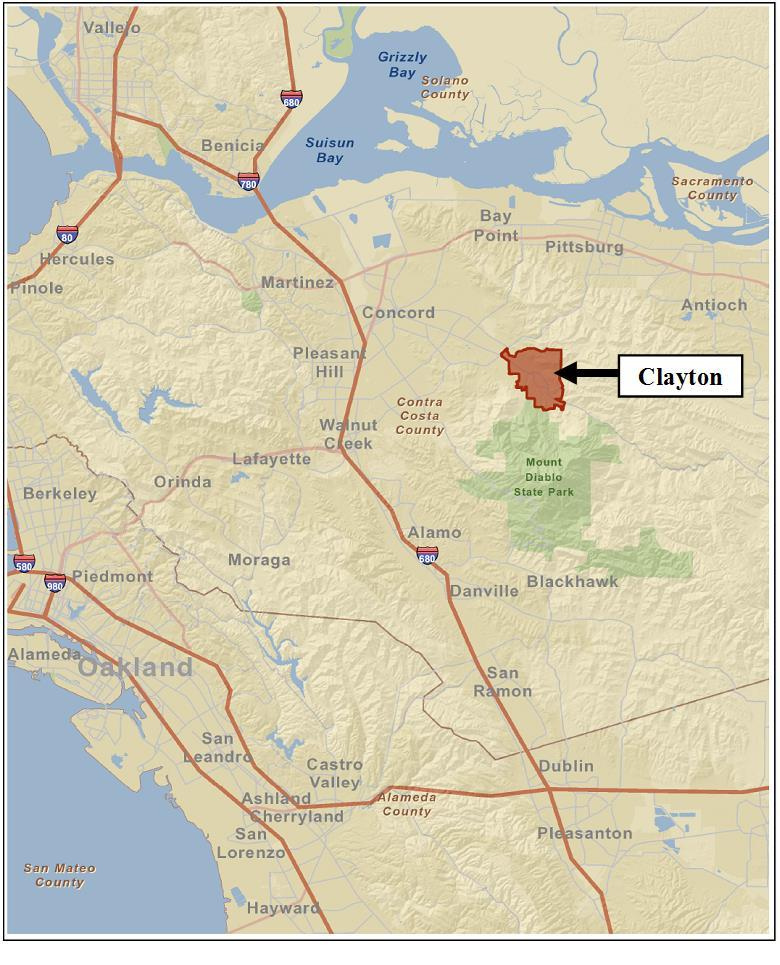 Vallejo
Grizzly
Bay
Solano
County
680
Benicia
Suisun
Bay
780
Sacramento
County
80
Bay
Point
Pittsburg
Hercules
Pinole
Martinez
Antioch
Concord
Pleasant
Hill
Clayton
Contra
Costa
County
Walnut
Creek
Lafayette
Orinda
Mount
Diablo
State Park
Berkeley
Alamo
680
580
980
Piedmont
Moraga
Danville
Blackhawk
Alameda
Oakland
San
Ramon
San
Leandro
Castro
Valley
Dublin
Ashland
Cherryland
Alameda
County
San
Lorenzo
Pleasanton
San Mateo
County
Hayward